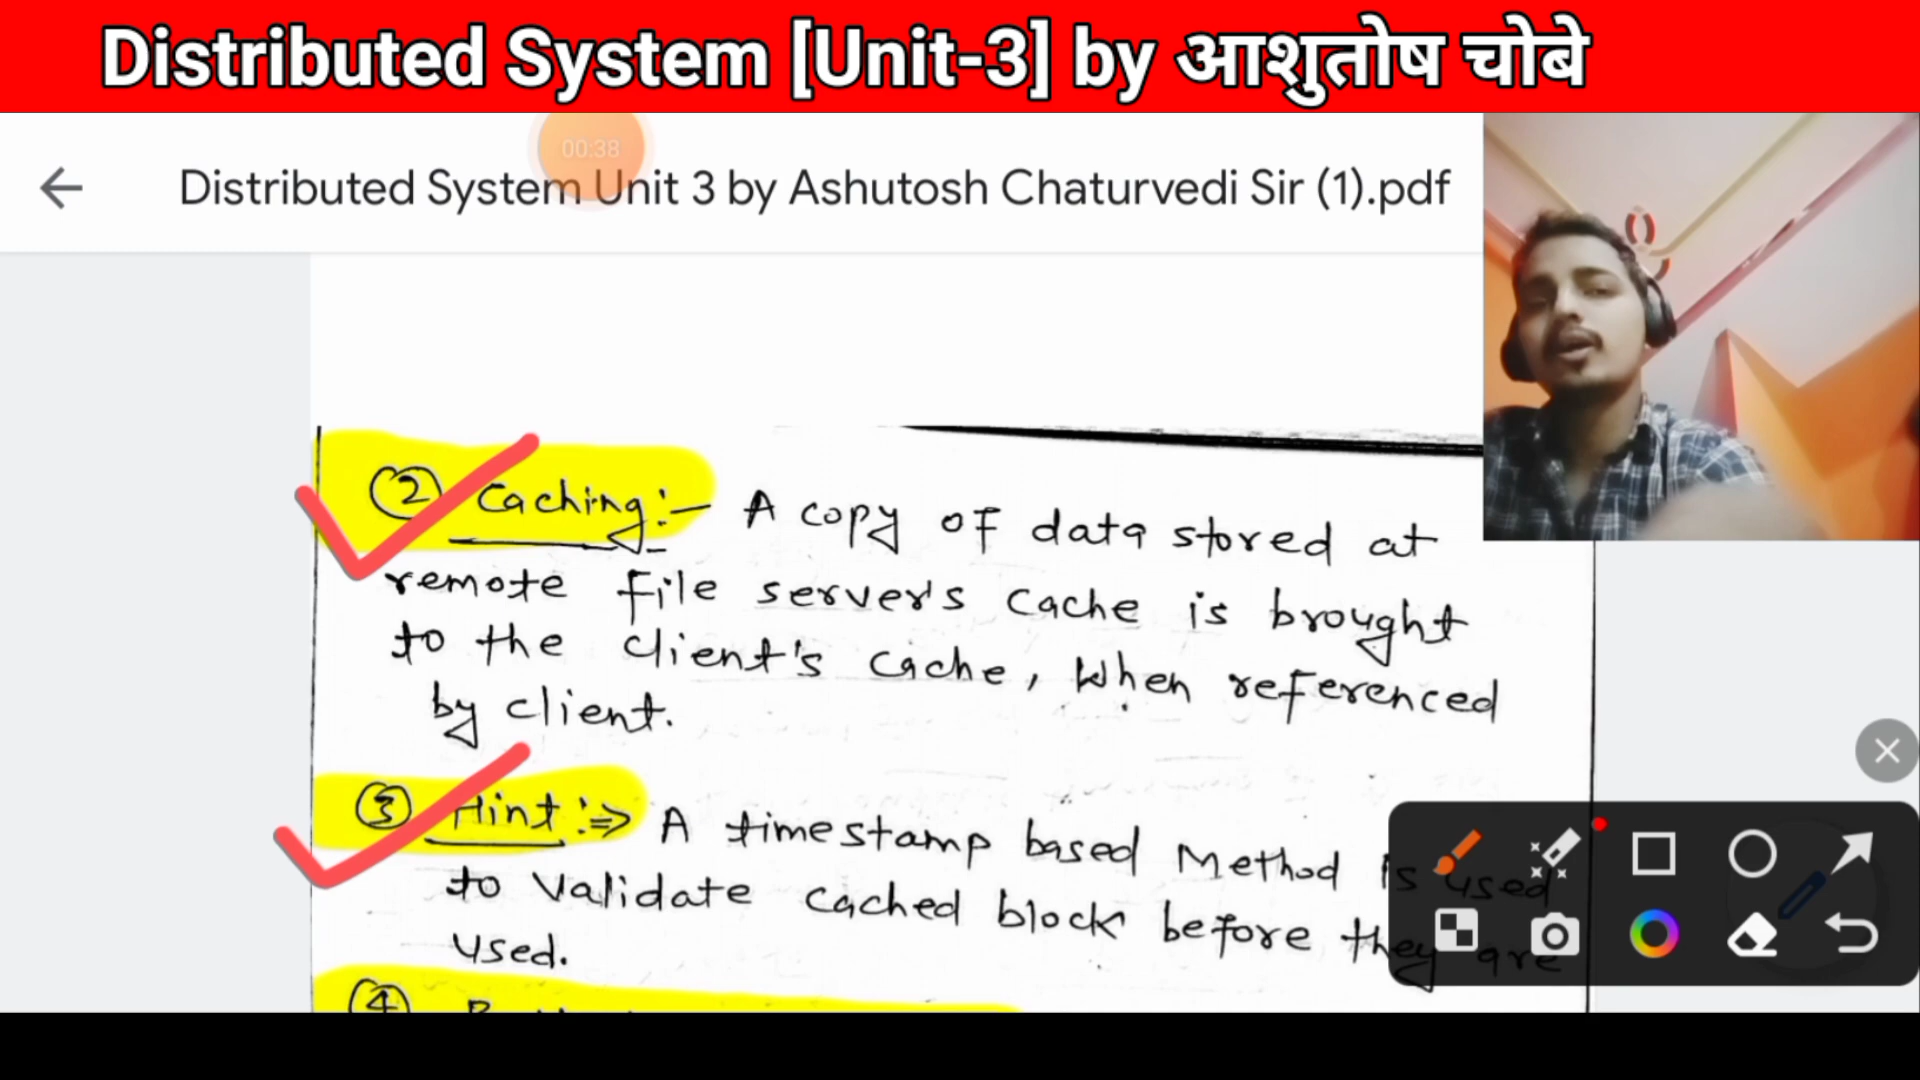 Distributed System [Unit-3] by आशुतोष चोबे
00:38
Distributed System Unit 3 by Ashutosh Chaturvedi Sir (1).pdf
② Caching:- A copy of data stored at
remote file server's cache is brought
to the client's cache, when referenced
by client.
③ Hint:⇒ A timestamp based Method is used
to validate cached block before they are
used.
④